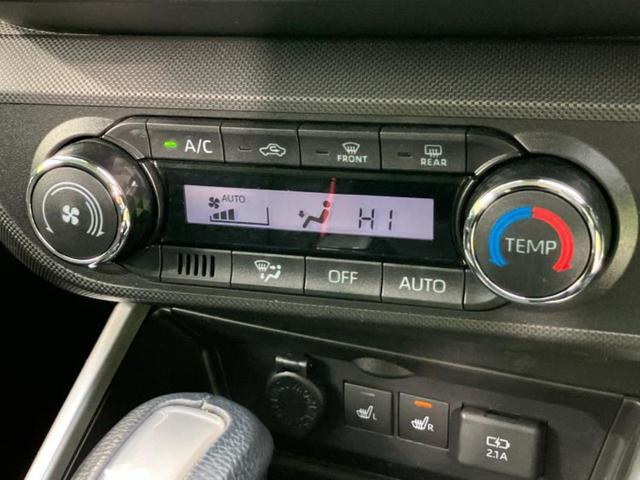 A/C
FRONT
REAR
AUTO
HI
TEMP
OFF
AUTO
L
R
2.1A